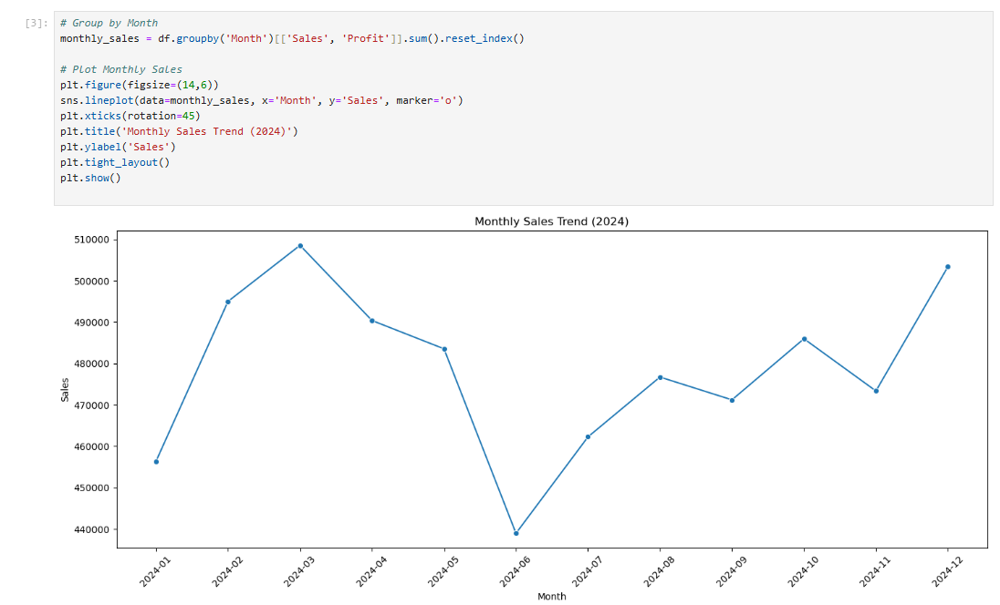 [3]:
# Group by Month
monthly_sales = df.groupby('Month')[['Sales', 'Profit']].sum().reset_index()
# Plot Monthly Sales
plt.figure(figsize=(14,6))
sns.lineplot(data=monthly_sales, x='Month', y='Sales', marker='o')
plt.xticks(rotation=45)
plt.title('Monthly Sales Trend (2024)')
plt.ylabel('Sales')
plt.tight_layout()
plt.show()
Monthly Sales Trend (2024)
510000
500000
490000
480000
470000
460000
450000
440000
Sales
2024-01
2024-02
2024-03
2024-04
2024-05
2024-06
2024-07
2024-08
2024-09
2024-10
2024-11
2024-12
Month